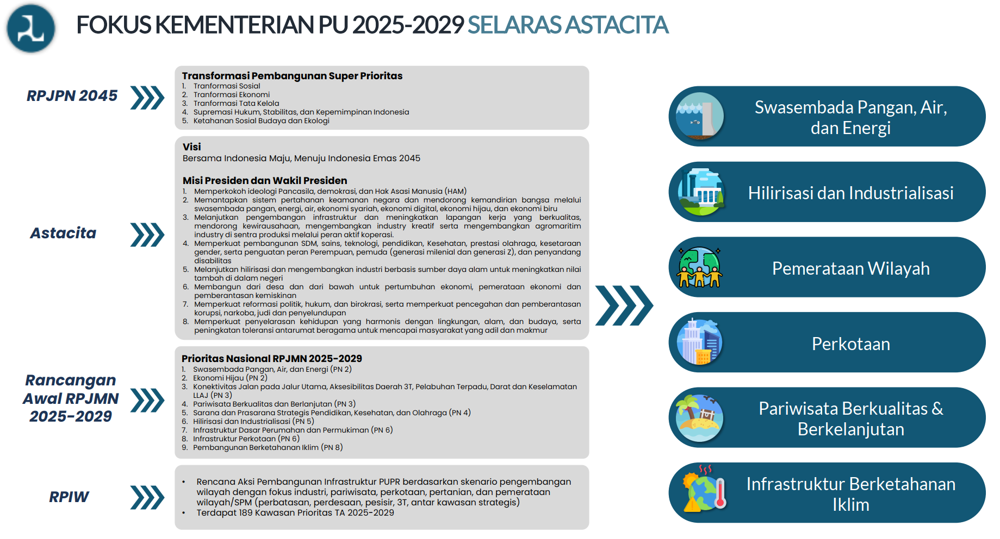 FOKUS KEMENTERIAN PU 2025-2029 SELARAS ASTACITA
RPJPN 2045
Transformasi Pembangunan Super Prioritas
1. Tranformasi Sosial
2. Tranformasi Ekonomi
3. Tranformasi Tata Kelola
4. Supremasi Hukum, Stabilitas, dan Kepemimpinan Indonesia
5. Ketahanan Sosial Budaya dan Ekologi
Astacita
Visi
Bersama Indonesia Maju, Menuju Indonesia Emas 2045
Misi Presiden dan Wakil Presiden
1. Memperkokoh ideologi Pancasila, demokrasi, dan Hak Asasi Manusia (HAM)
2. Memantapkan sistem pertahanan keamanan negara dan mendorong kemandirian bangsa melalui
swasembada pangan, energi, air, ekonomi syariah, ekonomi digital, ekonomi hijau, dan ekonomi biru
3. Melanjutkan pengembangan infrastruktur dan meningkatkan lapangan kerja yang berkualitas,
mendorong kewirausahaan, mengembangkan industry kreatif serta mengembangkan agromaritim
industry di sentra produksi melalui peran aktif koperasi.
4. Memperkuat pembangunan SDM, sains, teknologi, pendidikan, Kesehatan, prestasi olahraga, kesetaraan
gender, serta penguatan peran Perempuan, pemuda (generasi milenial dan generasi Z), dan penyandang
disabilitas
5. Melanjutkan hilirisasi dan mengembangkan industri berbasis sumber daya alam untuk meningkatkan nilai
tambah di dalam negeri
6. Membangun dari desa dan dari bawah untuk pertumbuhan ekonomi, pemerataan ekonomi dan
pemberantasan kemiskinan
7. Memperkuat reformasi politik, hukum, dan birokrasi, serta memperkuat pencegahan dan pemberantasan
korupsi, narkoba, judi dan penyelundupan
8. Memperkuat penyelarasan kehidupan yang harmonis dengan lingkungan, alam, dan budaya, serta
peningkatan toleransi antarumat beragama untuk mencapai masyarakat yang adil dan makmur
Rancangan
Awal RPJMN
2025-2029
Prioritas Nasional RPJMN 2025-2029
1. Swasembada Pangan, Air, dan Energi (PN 2)
2. Ekonomi Hijau (PN 2)
3. Konektivitas Jalan pada Jalur Utama, Aksesibilitas Daerah 3T, Pelabuhan Terpadu, Darat dan Keselamatan
LLAJ (PN 3)
4. Pariwisata Berkualitas dan Berlanjutan (PN 3)
5. Sarana dan Prasarana Strategis Pendidikan, Kesehatan, dan Olahraga (PN 4)
6. Hilirisasi dan Industrialisasi (PN 5)
7. Infrastruktur Dasar Perumahan dan Permukiman (PN 6)
8. Infrastruktur Perkotaan (PN 6)
9. Pembangunan Berketahanan Iklim (PN 8)
RPIW
• Rencana Aksi Pembangunan Infrastruktur PUPR berdasarkan skenario pengembangan
wilayah dengan fokus industri, pariwisata, perkotaan, pertanian, dan pemerataan
wilayah/SPM (perbatasan, perdesaan, pesisir, 3T, antar kawasan strategis)
• Terdapat 189 Kawasan Prioritas TA 2025-2029
Swasembada Pangan, Air,
dan Energi
Hilirisasi dan Industrialisasi
Pemerataan Wilayah
Perkotaan
Pariwisata Berkualitas &
Berkelanjutan
Infrastruktur Berketahanan
Iklim